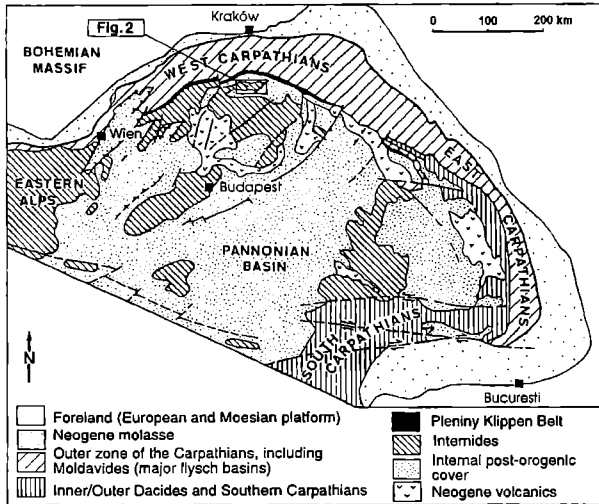 Kraków
0 100 200 km
Fig.2
BOHEMIAN
MASSIF
WEST CARPATHIANS
Wien
EASTERN
ALPS
EAST
CARPATHIANS
Budapest
PANNONIAN
BASIN
SOUTH
CARPATHIANS
N
Bucuresti
Foreland (European and Moesian platform)
Neogene molasse
Outer zone of the Carpathians, including
Moldavides (major flysch basins)
Inner/Outer Dacides and Southern Carpathians
Pieniny Klippen Belt
Internides
Internal post-orogenic
cover
Neogene volcanics